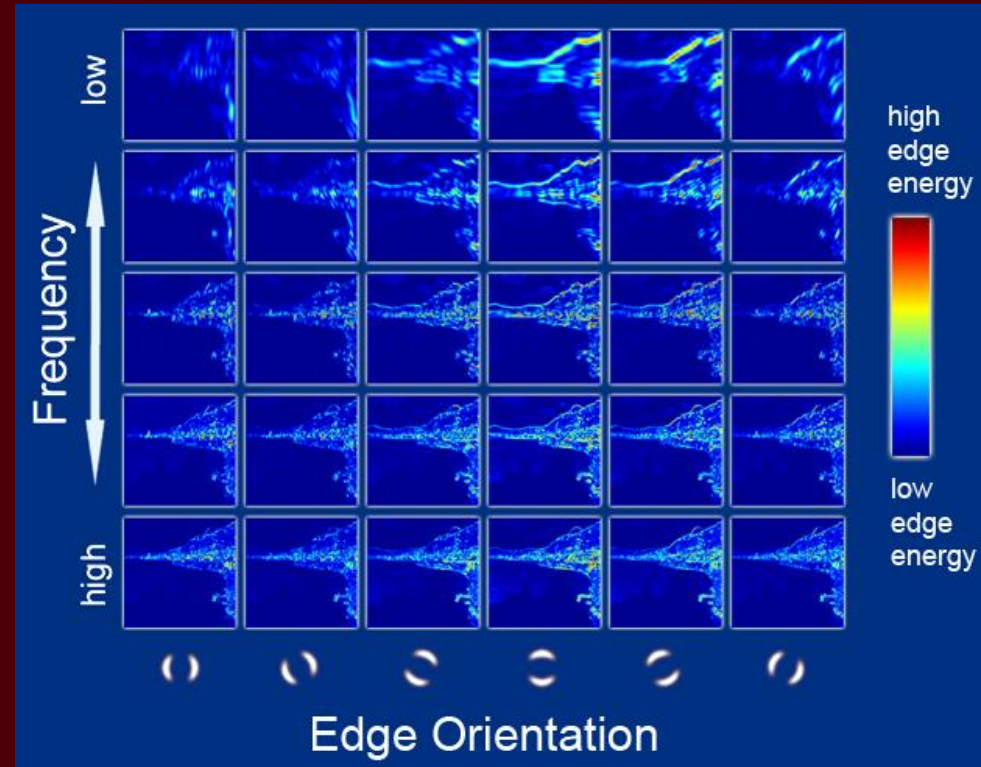 low
Frequency
high
high
edge
energy
low
edge
energy
Edge Orientation